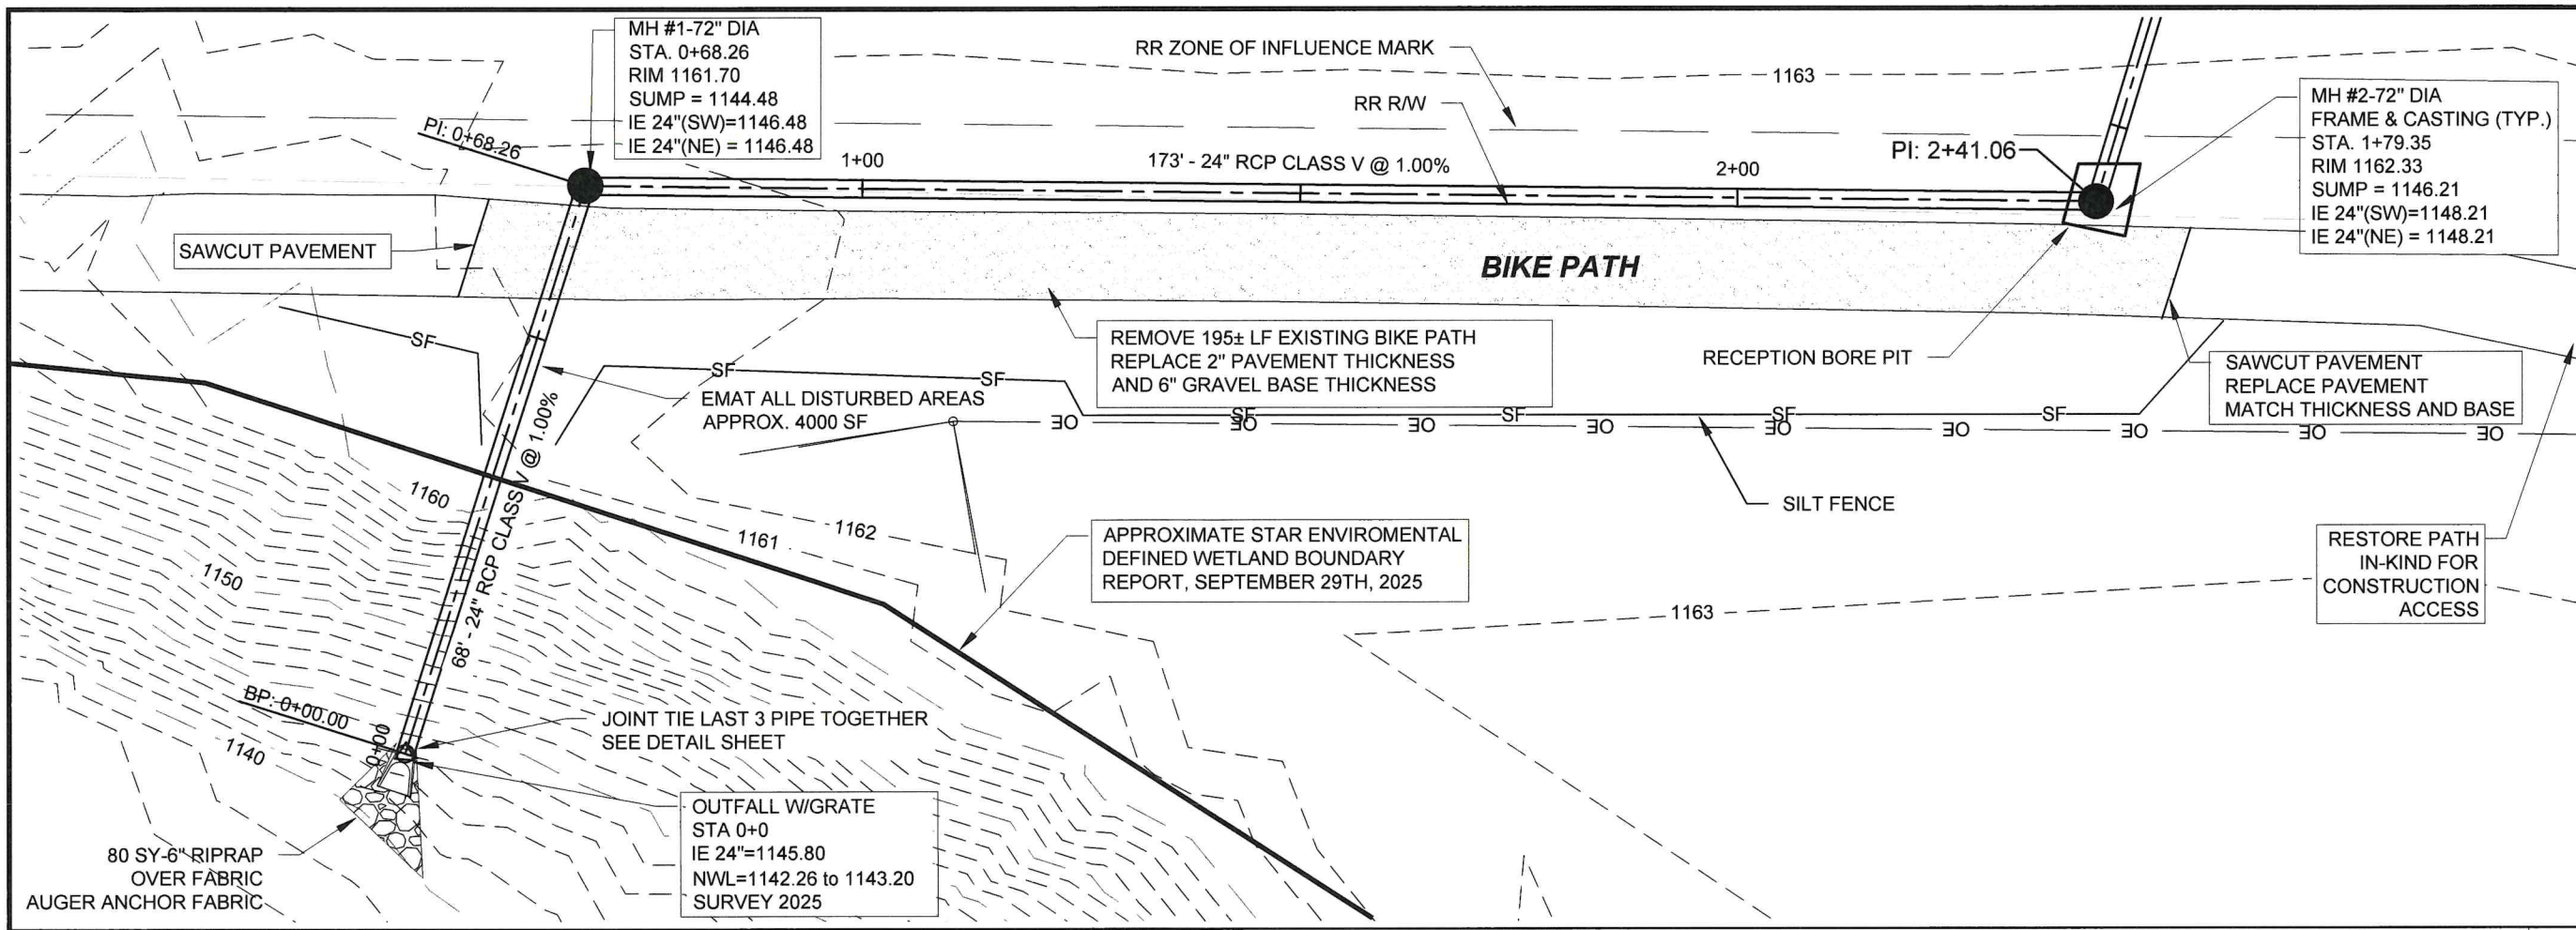 MH #1-72" DIA
STA. 0+68.26
RIM 1161.70
SUMP = 1144.48
IE 24"(SW)=1146.48
IE 24"(NE) = 1146.48
PI: 0+68.26
RR ZONE OF INFLUENCE MARK
1163
RR R/W
1+00
173' - 24" RCP CLASS V @ 1.00%
2+00
PI: 2+41.06
MH #2-72" DIA
FRAME & CASTING (TYP.)
STA. 1+79.35
RIM 1162.33
SUMP = 1146.21
IE 24"(SW)=1148.21
IE 24"(NE) = 1148.21
SAWCUT PAVEMENT
BIKE PATH
REMOVE 195± LF EXISTING BIKE PATH
REPLACE 2" PAVEMENT THICKNESS
AND 6" GRAVEL BASE THICKNESS
RECEPTION BORE PIT
SAWCUT PAVEMENT
REPLACE PAVEMENT
MATCH THICKNESS AND BASE
SF
SF
SF
SF
SF
SF
SF
EMAT ALL DISTURBED AREAS
APPROX. 4000 SF
OE
OE
OE
OE
OE
OE
OE
OE
OE
68' - 24" RCP CLASS V @ 1.00%
SILT FENCE
1160
1161
1162
1150
APPROXIMATE STAR ENVIROMENTAL
DEFINED WETLAND BOUNDARY
REPORT, SEPTEMBER 29TH, 2025
1163
RESTORE PATH
IN-KIND FOR
CONSTRUCTION
ACCESS
BP: 0+00.00
0+00
1140
JOINT TIE LAST 3 PIPE TOGETHER
SEE DETAIL SHEET
OUTFALL W/GRATE
STA 0+0
IE 24"=1145.80
NWL=1142.26 to 1143.20
SURVEY 2025
80 SY-6" RIPRAP
OVER FABRIC
AUGER ANCHOR FABRIC